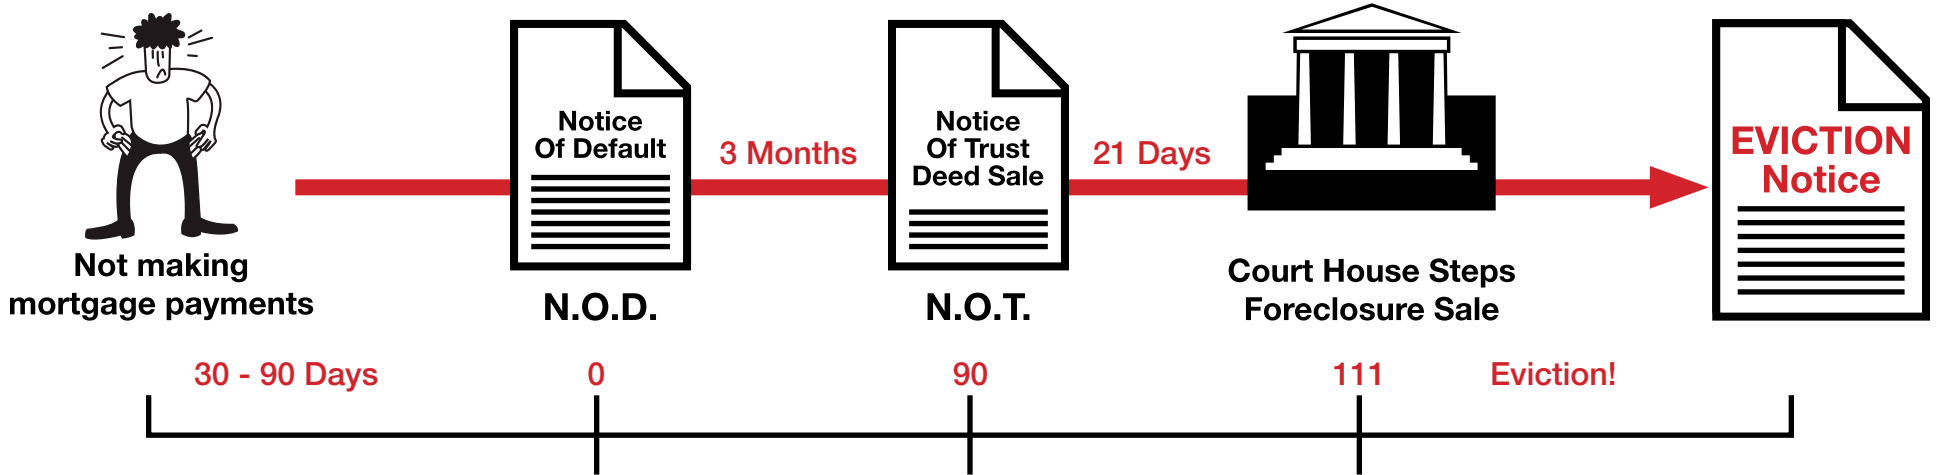 Not making
mortgage payments
Notice
Of Default
N.O.D.
3 Months
Notice
Of Trust
Deed Sale
N.O.T.
21 Days
Court House Steps
Foreclosure Sale
EVICTION
Notice
30 - 90 Days
0
90
111
Eviction!